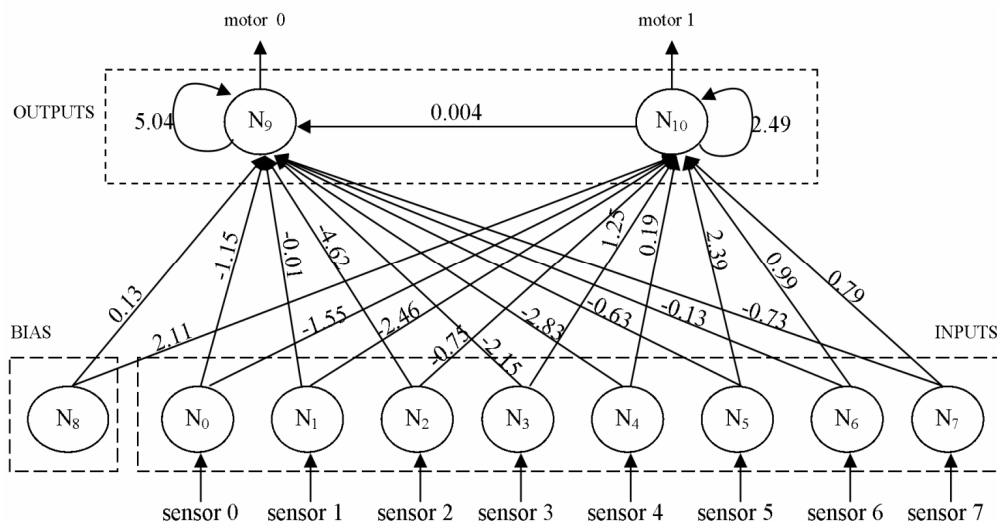 motor 0 motor 1
OUTPUTS
5.04 N₉ 0.004 N₁₀ 2.49
0.13 -1.15 -0.01 -4.62 1.25 0.19 2.39 0.99 0.79
2.11 -1.55 -2.46 -0.75 -2.15 -2.83 -0.63 -0.13 -0.73
BIAS INPUTS
N₈ N₀ N₁ N₂ N₃ N₄ N₅ N₆ N₇
sensor 0 sensor 1 sensor 2 sensor 3 sensor 4 sensor 5 sensor 6 sensor 7